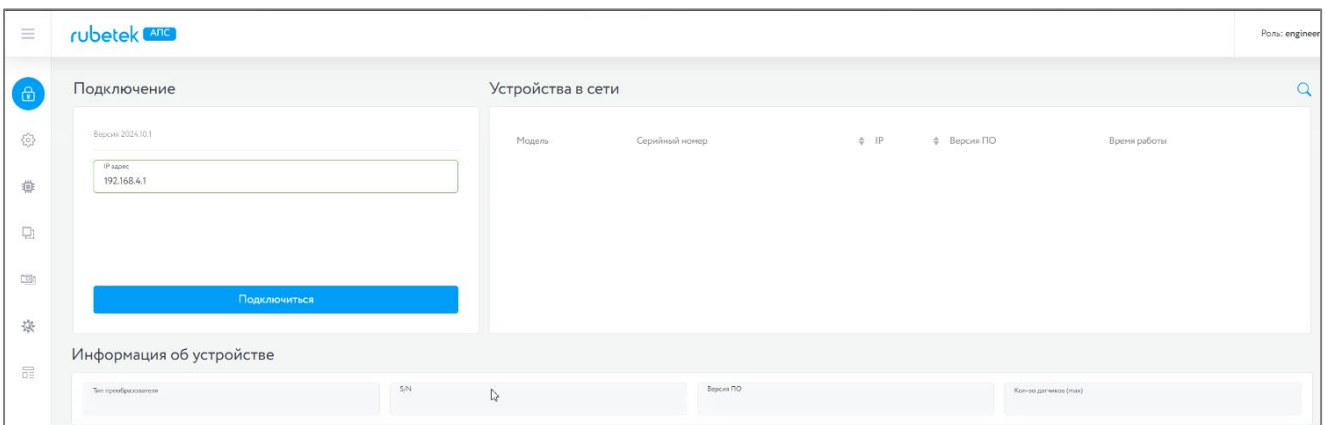 rubetek АПС
Роль: engineer
Подключение
Устройства в сети
Версия 2024.10.1
Модель Серийный номер IP Версия ПО Время работы
IP адрес
192.168.4.1
Подключиться
Информация об устройстве
Тип преобразователя S/N Версия ПО Кол-во датчиков (max)